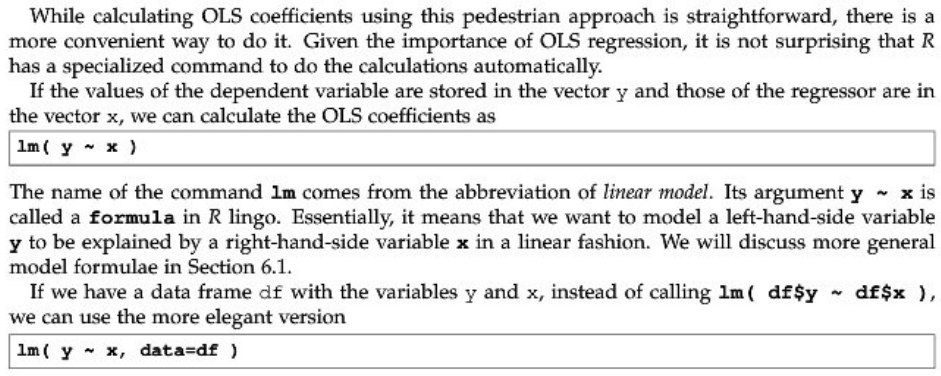 While calculating OLS coefficients using this pedestrian approach is straightforward, there is a
more convenient way to do it. Given the importance of OLS regression, it is not surprising that R
has a specialized command to do the calculations automatically.
If the values of the dependent variable are stored in the vector y and those of the regressor are in
the vector x, we can calculate the OLS coefficients as
lm( y ~ x )
The name of the command lm comes from the abbreviation of linear model. Its argument y ~ x is
called a formula in R lingo. Essentially, it means that we want to model a left-hand-side variable
y to be explained by a right-hand-side variable x in a linear fashion. We will discuss more general
model formulae in Section 6.1.
If we have a data frame df with the variables y and x, instead of calling lm( df$y ~ df$x ),
we can use the more elegant version
lm( y ~ x, data=df )